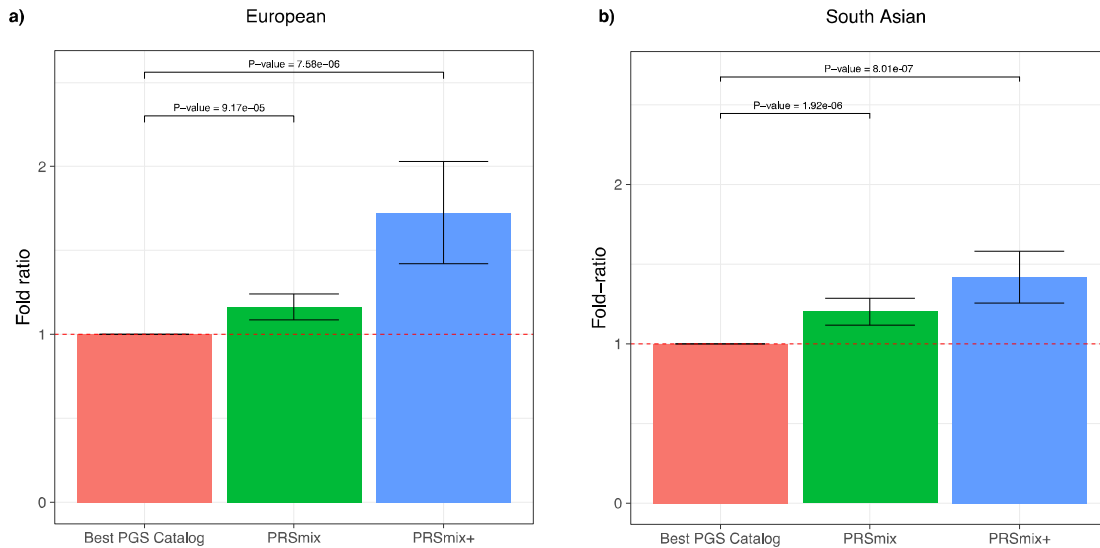 a)
European
P−value = 7.58e−06
P−value = 9.17e−05
2
1
0
Fold ratio
Best PGS Catalog
PRSmix
PRSmix+
b)
South Asian
P−value = 8.01e−07
P−value = 1.92e−06
2
1
0
Fold−ratio
Best PGS Catalog
PRSmix
PRSmix+